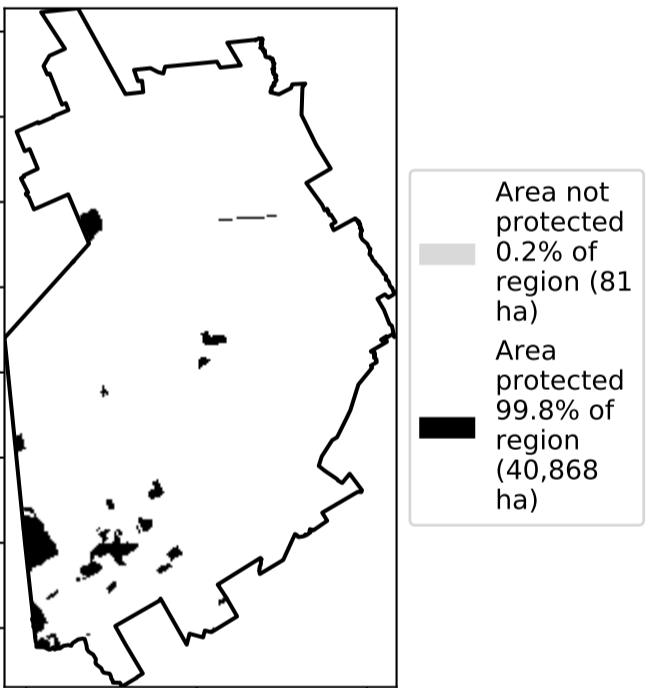 Area not
protected
0.2% of
region (81
ha)
Area
protected
99.8% of
region
(40,868
ha)